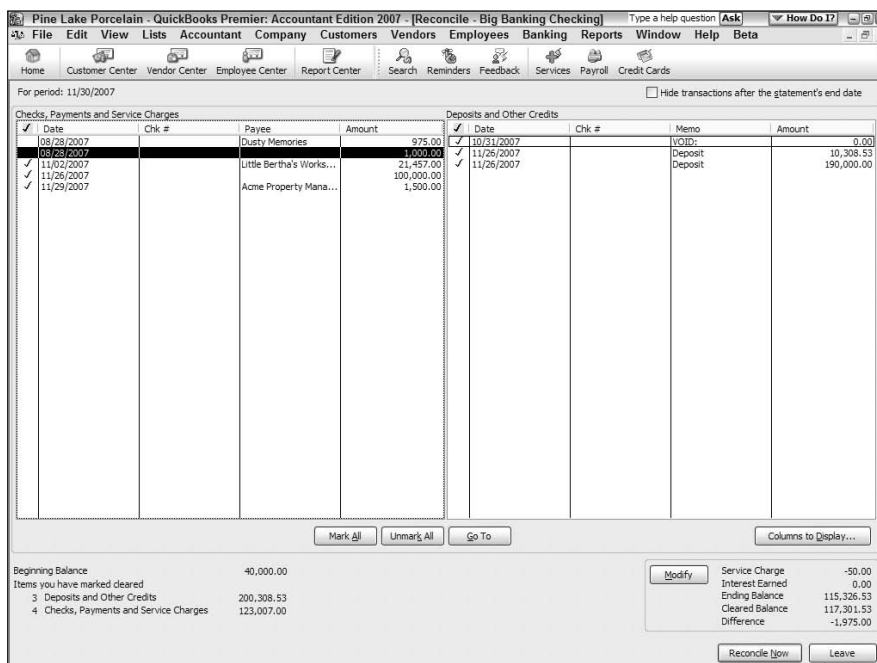 Pine Lake Porcelain - QuickBooks Premier: Accountant Edition 2007 - [Reconcile - Big Banking Checking] Type a help question Ask How Do I?
File Edit View Lists Accountant Company Customers Vendors Employees Banking Reports Window Help Beta
Home Customer Center Vendor Center Employee Center Report Center Search Reminders Feedback Services Payroll Credit Cards
For period: 11/30/2007 Hide transactions after the statement's end date
Checks, Payments and Service Charges
✓ Date Chk # Payee Amount
08/28/2007 Dusty Memories 975.00
08/28/2007 1,000.00
✓ 11/02/2007 Little Bertha's Works... 21,457.00
✓ 11/26/2007 100,000.00
✓ 11/29/2007 Acme Property Mana... 1,500.00
Deposits and Other Credits
✓ Date Chk # Memo Amount
✓ 10/31/2007 VOID: 0.00
✓ 11/26/2007 Deposit 10,308.53
✓ 11/26/2007 Deposit 190,000.00
Mark All Unmark All Go To Columns to Display...
Beginning Balance 40,000.00
Items you have marked cleared
3 Deposits and Other Credits 200,308.53
4 Checks, Payments and Service Charges 123,007.00
Modify
Service Charge -50.00
Interest Earned 0.00
Ending Balance 115,326.53
Cleared Balance 117,301.53
Difference -1,975.00
Reconcile Now Leave